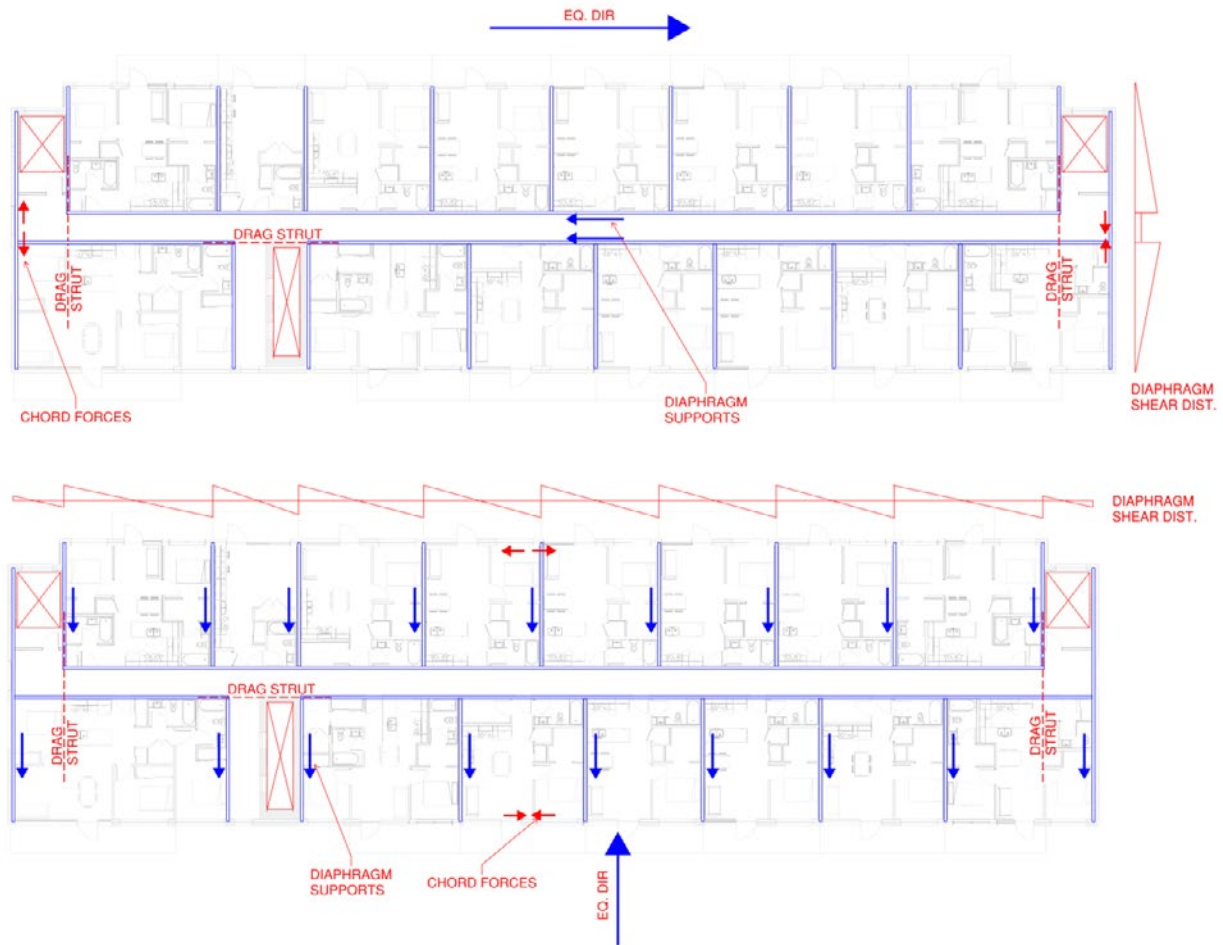 EQ. DIR
DRAG STRUT
DRAG
STRUT
DRAG
STRUT
CHORD FORCES
DIAPHRAGM
SUPPORTS
DIAPHRAGM
SHEAR DIST.
DIAPHRAGM
SHEAR DIST.
DRAG STRUT
DRAG
STRUT
DRAG
STRUT
DIAPHRAGM
SUPPORTS
CHORD FORCES
EQ. DIR